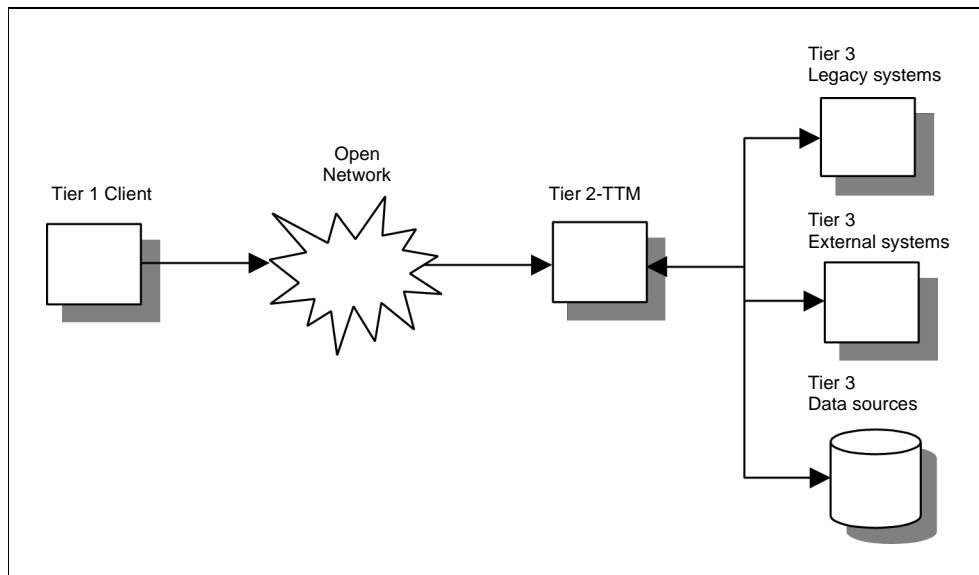 Tier 1 Client
Open
Network
Tier 2-TTM
Tier 3
Legacy systems
Tier 3
External systems
Tier 3
Data sources